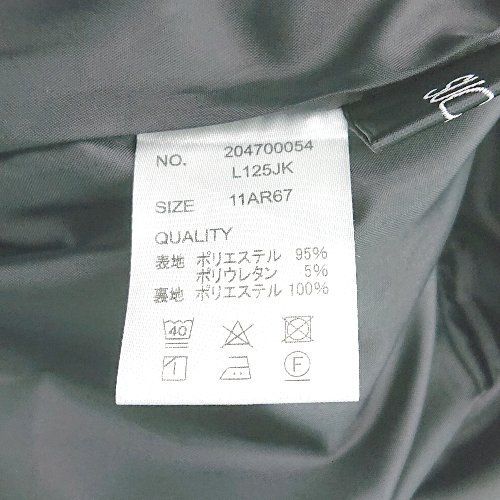 NO. 204700054
L125JK
SIZE 11AR67
QUALITY
表地 ポリエステル 95%
ポリウレタン 5%
裏地 ポリエステル 100%
40
F